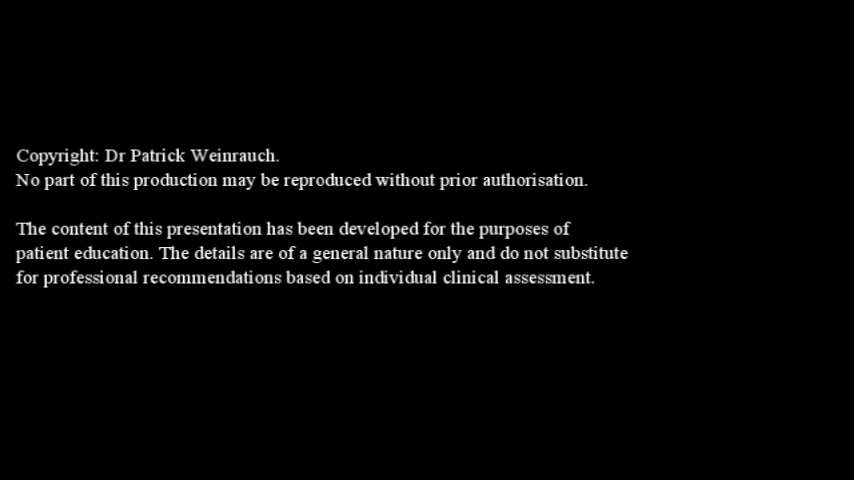 Copyright: Dr Patrick Weinrauch.
No part of this production may be reproduced without prior authorisation.
The content of this presentation has been developed for the purposes of
patient education. The details are of a general nature only and do not substitute
for professional recommendations based on individual clinical assessment.